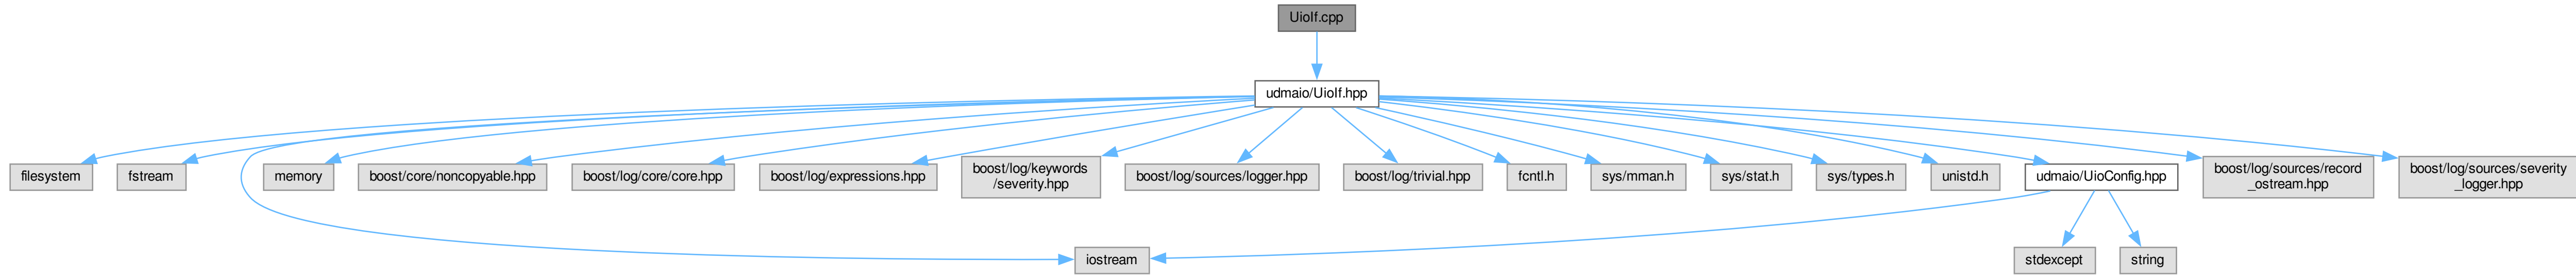 UioIf.cpp
udmaio/UioIf.hpp
filesystem
fstream
memory
boost/core/noncopyable.hpp
boost/log/core/core.hpp
boost/log/expressions.hpp
boost/log/keywords
/severity.hpp
boost/log/sources/logger.hpp
boost/log/trivial.hpp
fcntl.h
sys/mman.h
sys/stat.h
sys/types.h
unistd.h
udmaio/UioConfig.hpp
boost/log/sources/record
_ostream.hpp
boost/log/sources/severity
_logger.hpp
iostream
stdexcept
string